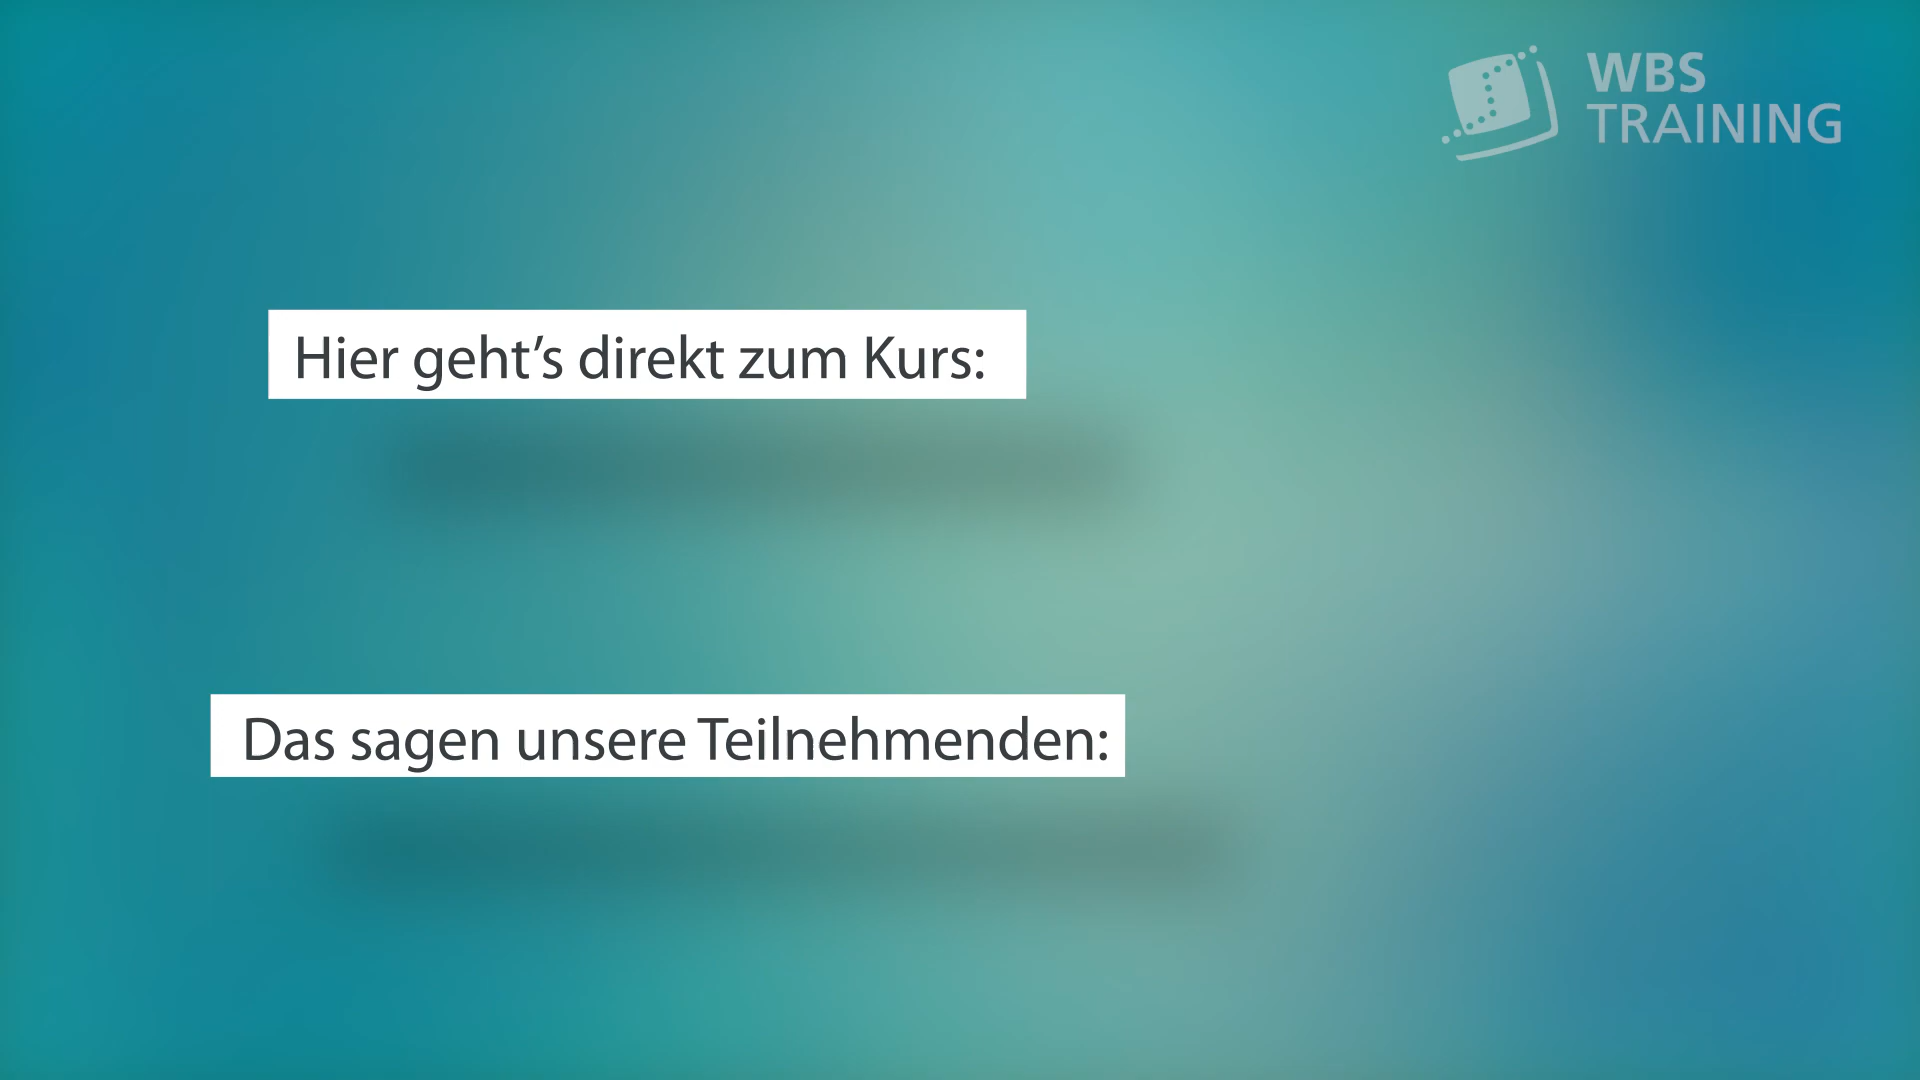 WBS
TRAINING
Hier geht’s direkt zum Kurs:
Das sagen unsere Teilnehmenden: